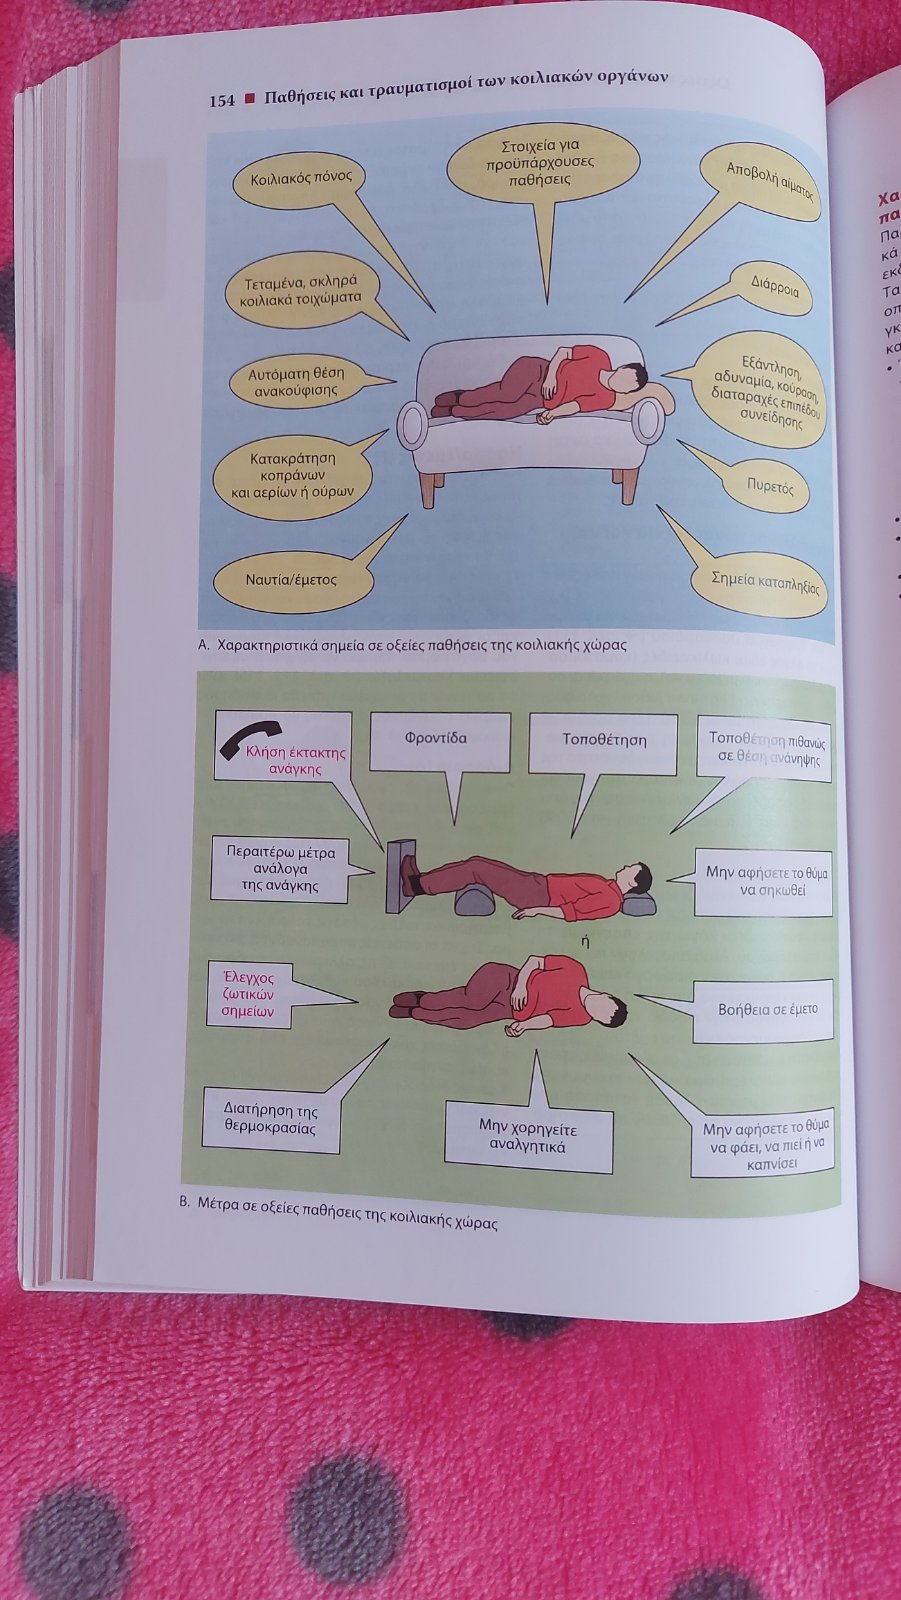 154 ■ Παθήσεις και τραυματισμοί των κοιλιακών οργάνων
Κοιλιακός πόνος
Στοιχεία για
προϋπάρχουσες
παθήσεις
Αποβολή αίματος
Τεταμένα, σκληρά
κοιλιακά τοιχώματα
Διάρροια
Αυτόματη θέση
ανακούφισης
Εξάντληση,
αδυναμία, κούραση,
διαταραχές επιπέδου
συνείδησης
Κατακράτηση
κοπράνων
και αερίων ή ούρων
Πυρετός
Ναυτία/έμετος
Σημεία καταπληξίας
Α. Χαρακτηριστικά σημεία σε οξείες παθήσεις της κοιλιακής χώρας
Κλήση έκτακτης
ανάγκης
Φροντίδα
Τοποθέτηση
Τοποθέτηση πιθανώς
σε θέση ανάνηψης
Περαιτέρω μέτρα
ανάλογα
της ανάγκης
Μην αφήσετε το θύμα
να σηκωθεί
ή
Έλεγχος
ζωτικών
σημείων
Βοήθεια σε έμετο
Διατήρηση της
θερμοκρασίας
Μην χορηγείτε
αναλγητικά
Μην αφήσετε το θύμα
να φάει, να πιεί ή να
καπνίσει
Β. Μέτρα σε οξείες παθήσεις της κοιλιακής χώρας